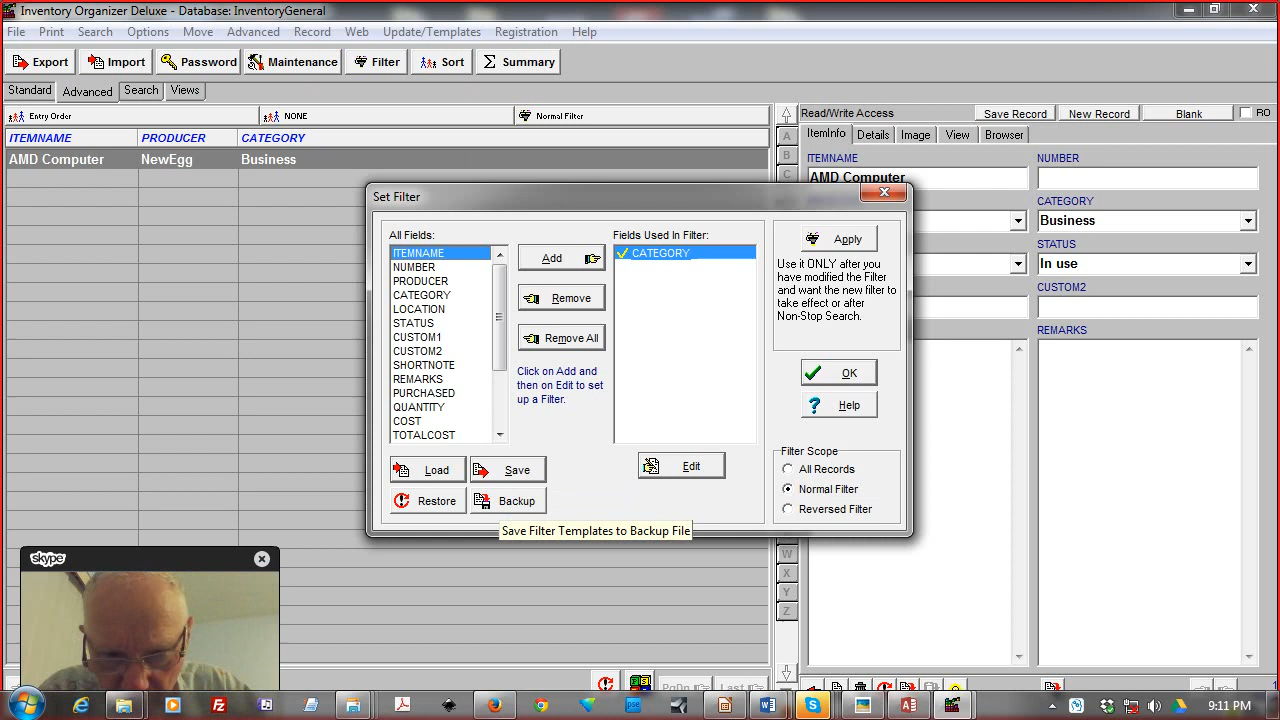 Inventory Organizer Deluxe - Database: InventoryGeneral
File Print Search Options Move Advanced Record Web Update/Templates Registration Help
Export Import Password Maintenance Filter Sort Summary
Standard Advanced Search Views
Entry Order NONE Normal Filter
ITEMNAME PRODUCER CATEGORY
AMD Computer NewEgg Business
Read/Write Access Save Record New Record Blank RO
ItemInfo Details Image View Browser
ITEMNAME NUMBER
AMD Computer
CATEGORY
Business
STATUS
In use
CUSTOM2
REMARKS
A
B
C
W
X
Y
Z
Set Filter
All Fields:
ITEMNAME
NUMBER
PRODUCER
CATEGORY
LOCATION
STATUS
CUSTOM1
CUSTOM2
SHORTNOTE
REMARKS
PURCHASED
QUANTITY
COST
TOTALCOST
Add
Remove
Remove All
Click on Add and
then on Edit to set
up a Filter.
Fields Used In Filter:
CATEGORY
Edit
Load Save
Restore Backup
Save Filter Templates to Backup File
Apply
Use it ONLY after you
have modified the Filter
and want the new filter to
take effect or after
Non-Stop Search.
OK
Help
Filter Scope
All Records
Normal Filter
Reversed Filter
skype
PgDn Last
9:11 PM